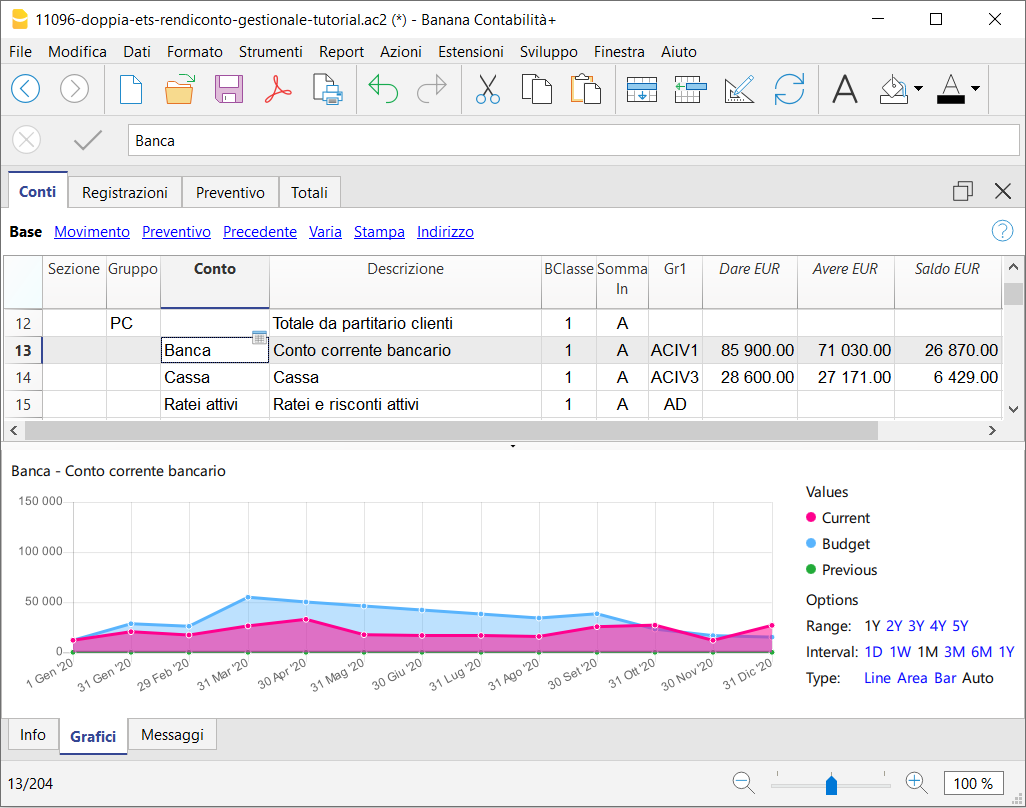 11096-doppia-ets-rendiconto-gestionale-tutorial.ac2 (*) - Banana Contabilità+
File Modifica Dati Formato Strumenti Report Azioni Estensioni Sviluppo Finestra Aiuto
Banca
Conti Registrazioni Preventivo Totali
Base Movimento Preventivo Precedente Varia Stampa Indirizzo
Sezione Gruppo Conto Descrizione BClasse Somma In Gr1 Dare EUR Avere EUR Saldo EUR
12 PC Totale da partitario clienti 1 A
13 Banca Conto corrente bancario 1 A ACIV1 85 900.00 71 030.00 26 870.00
14 Cassa Cassa 1 A ACIV3 28 600.00 27 171.00 6 429.00
15 Ratei attivi Ratei e risconti attivi 1 A AD
Banca - Conto corrente bancario
150 000
100 000
50 000
0
1 Gen '20 31 Gen '20 29 Feb '20 31 Mar '20 30 Apr '20 31 Mag '20 30 Giu '20 31 Lug '20 31 Ago '20 30 Set '20 31 Ott '20 30 Nov '20 31 Dic '20
Values
Current
Budget
Previous
Options
Range: 1Y 2Y 3Y 4Y 5Y
Interval: 1D 1W 1M 3M 6M 1Y
Type: Line Area Bar Auto
Info Grafici Messaggi
13/204
100 %